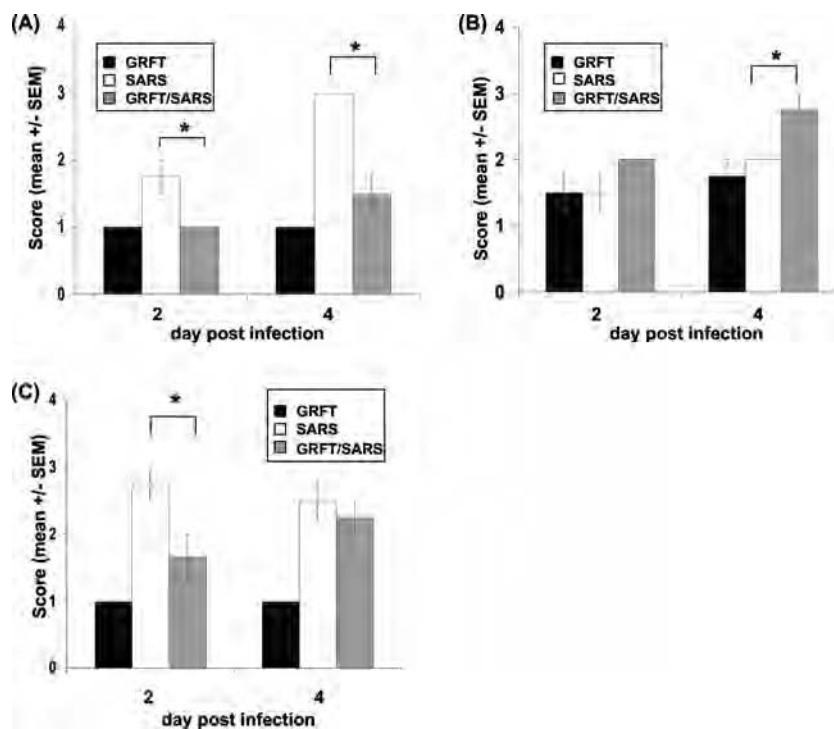 (A)
4
3
2
1
0
Score (mean +/- SEM)
GRFT
SARS
GRFT/SARS
*
*
2 4
day post infection
(B)
4
3
2
1
0
Score (mean +/- SEM)
GRFT
SARS
GRFT/SARS
*
2 4
day post infection
(C)
4
3
2
1
0
Score (mean +/- SEM)
GRFT
SARS
GRFT/SARS
*
2 4
day post infection